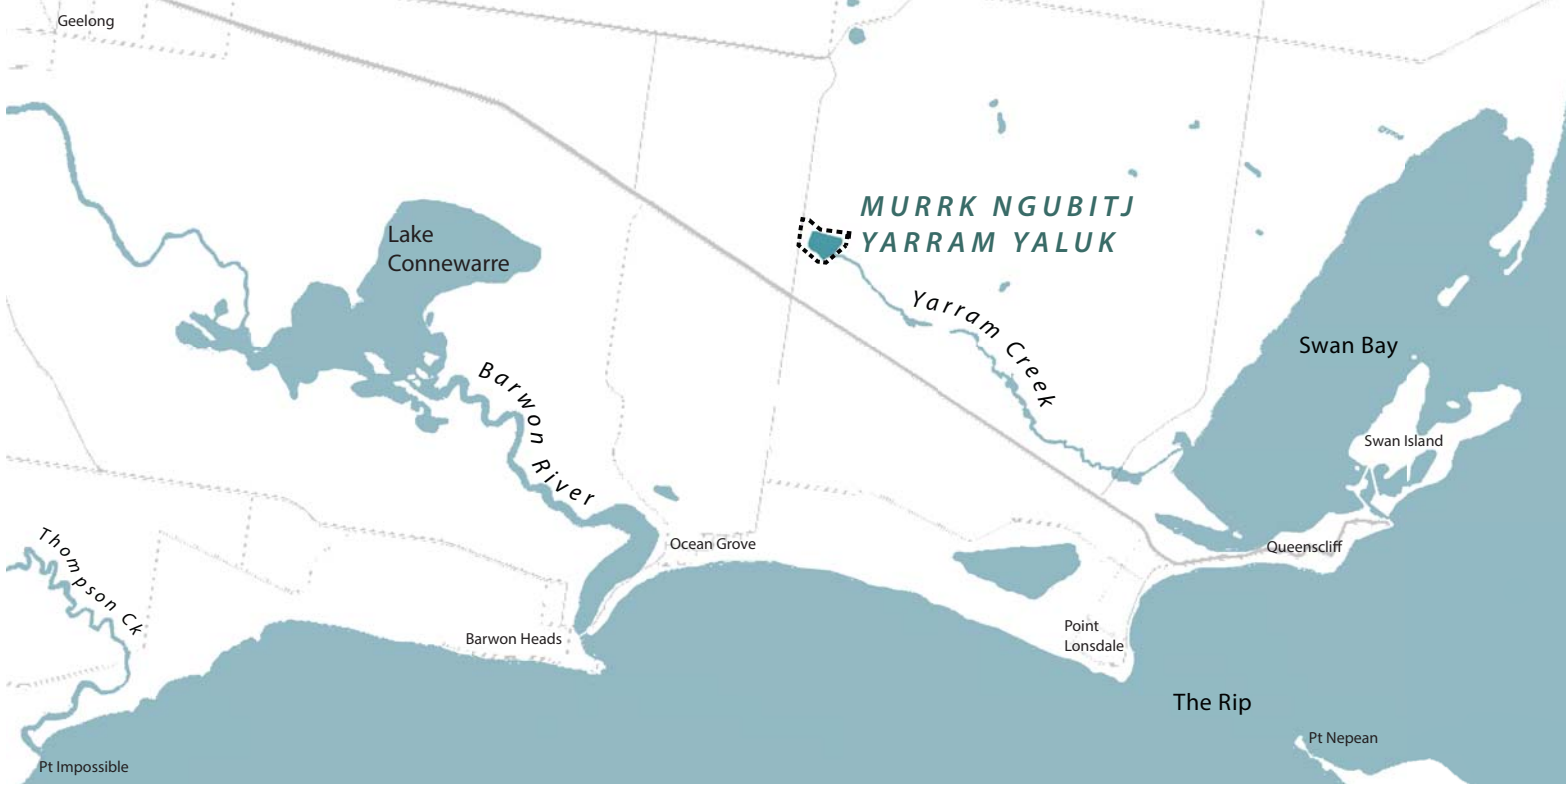 Geelong
MURRK NGUBITJ
YARRAM YALUK
Lake
Connewarre
Yarram Creek
Swan Bay
Barwon River
Swan Island
Thompson Ck
Ocean Grove
Queenscliff
Barwon Heads
Point
Lonsdale
The Rip
Pt Nepean
Pt Impossible